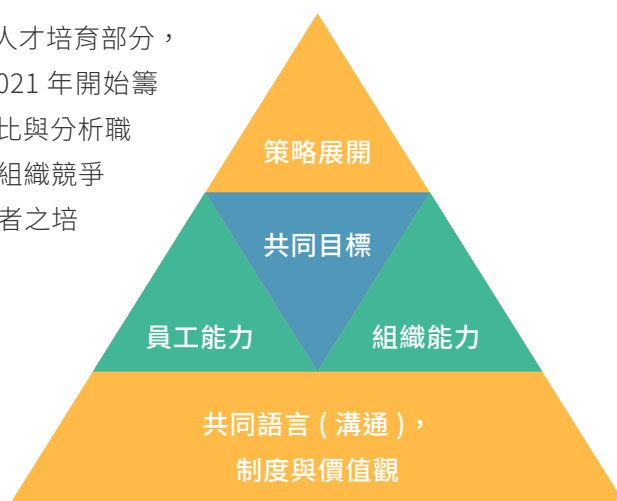 人才培育部分，
021 年開始籌
比與分析職
組織競爭
者之培
策略展開
共同目標
員工能力
組織能力
共同語言 ( 溝通 )，
制度與價值觀